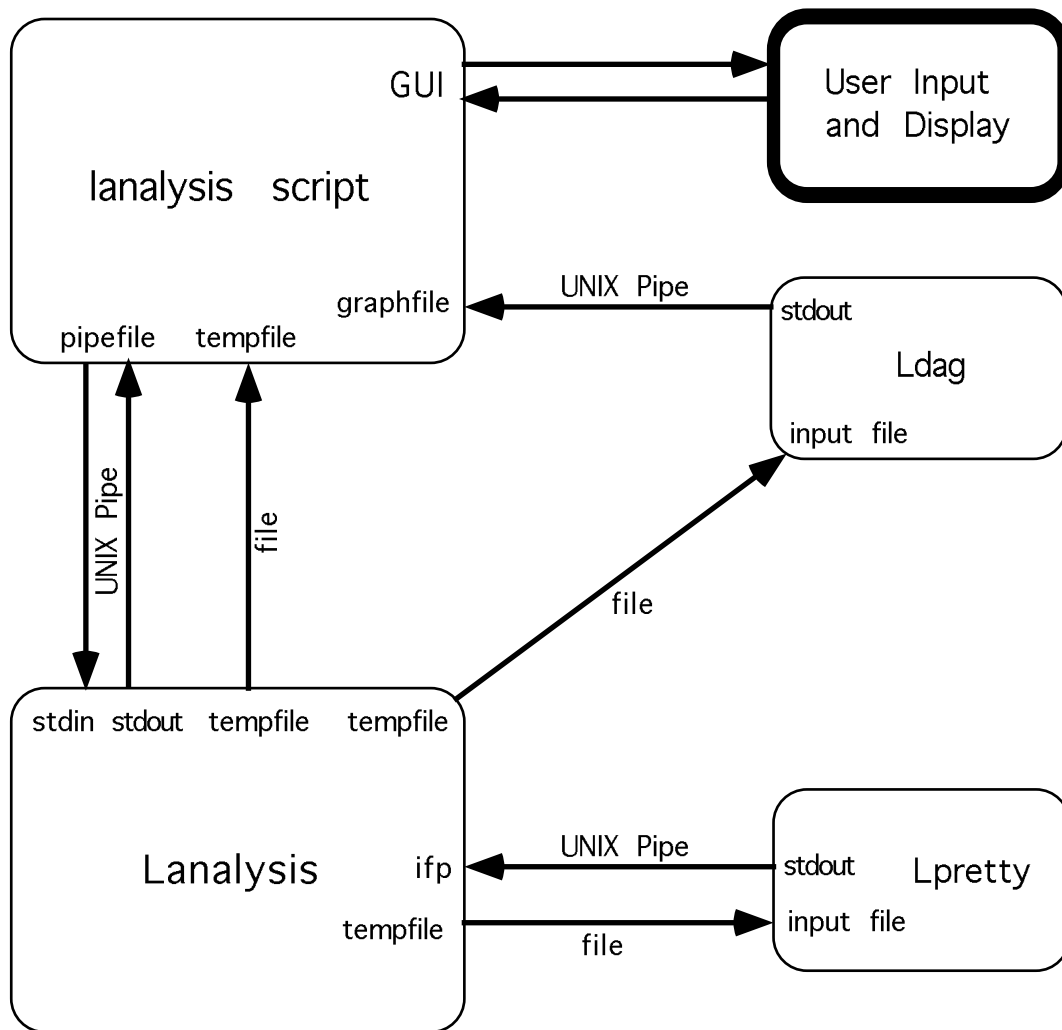 GUI
User Input
and Display
lanalysis script
graphfile
UNIX Pipe
stdout
pipefile
tempfile
Ldag
input file
UNIX Pipe
file
file
stdin
stdout
tempfile
tempfile
UNIX Pipe
Lanalysis
ifp
stdout
Lpretty
tempfile
file
input file